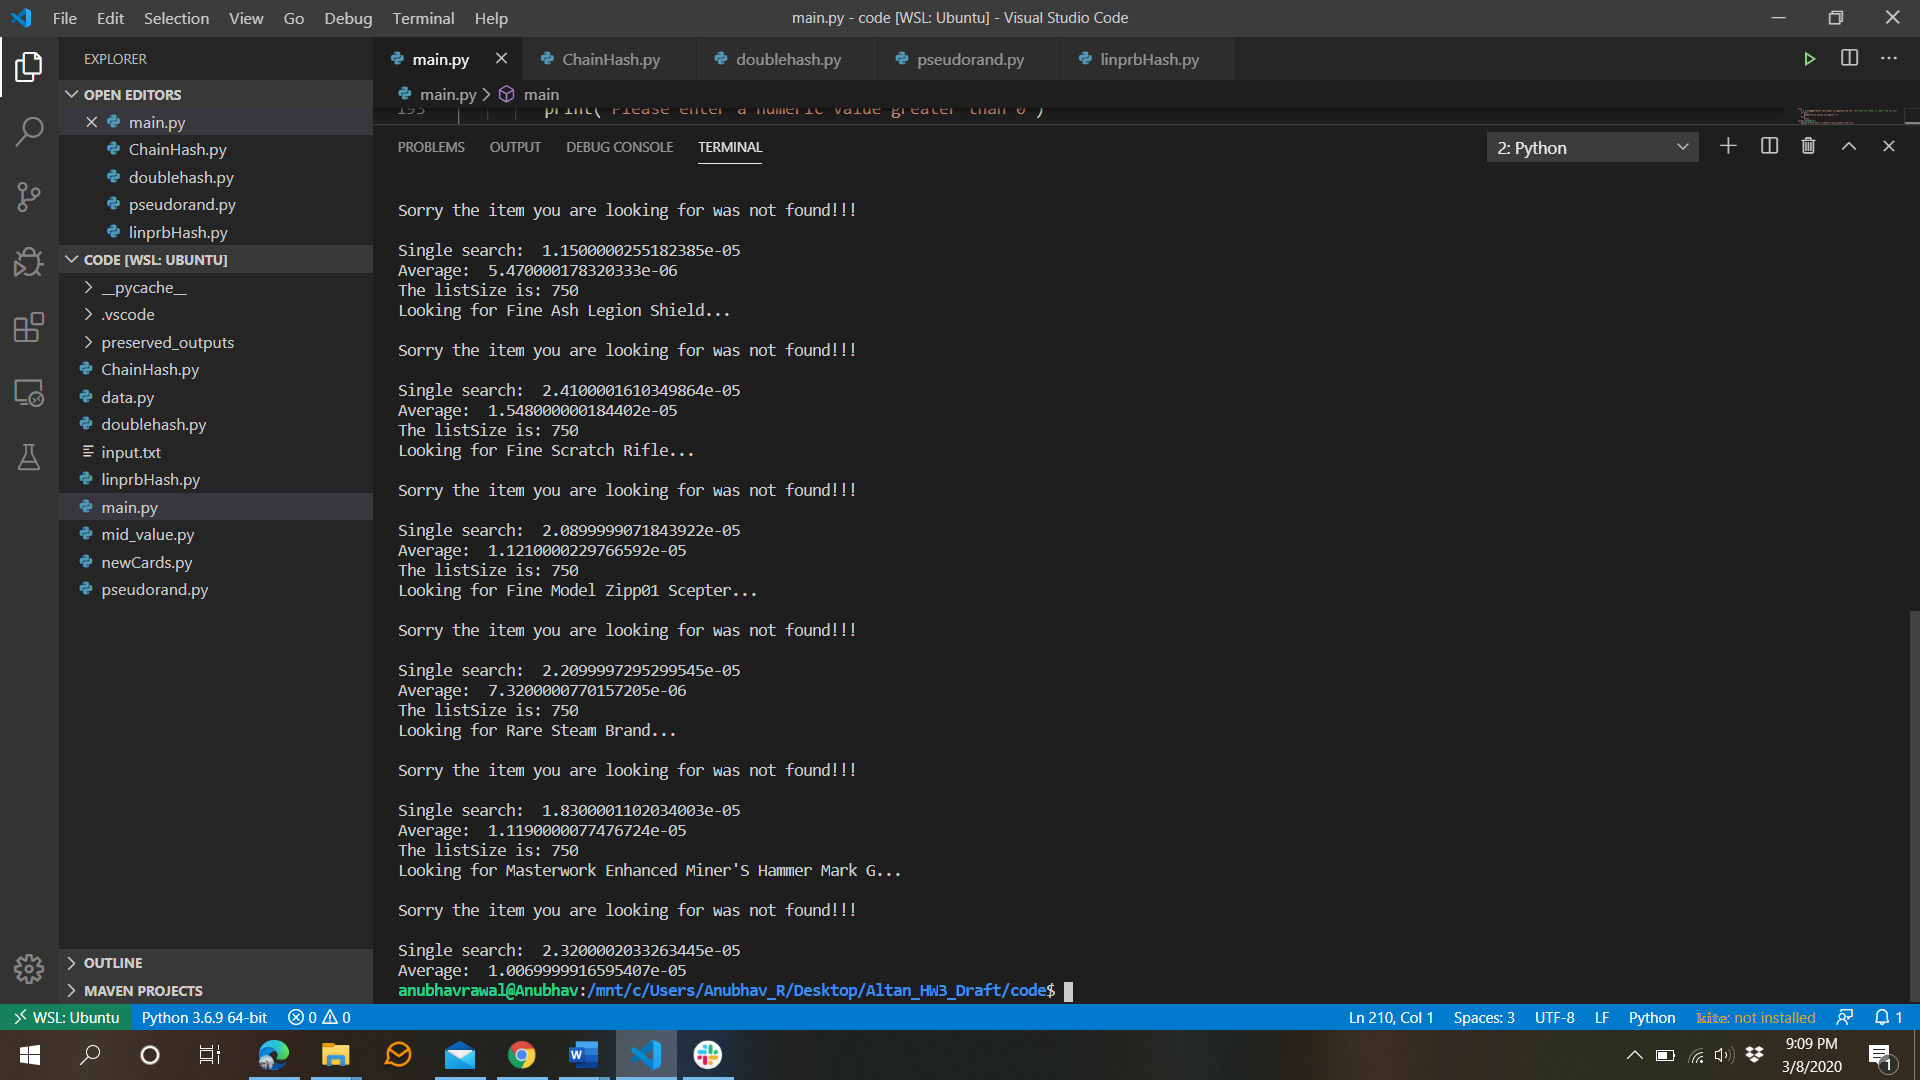 File Edit Selection View Go Debug Terminal Help
main.py - code [WSL: Ubuntu] - Visual Studio Code
EXPLORER
OPEN EDITORS
main.py
ChainHash.py
doublehash.py
pseudorand.py
linprbHash.py
CODE [WSL: UBUNTU]
__pycache__
.vscode
preserved_outputs
ChainHash.py
data.py
doublehash.py
input.txt
linprbHash.py
main.py
mid_value.py
newCards.py
pseudorand.py
OUTLINE
MAVEN PROJECTS
main.py ChainHash.py doublehash.py pseudorand.py linprbHash.py
main.py > main
193 print("Please enter a numeric value greater than 0")
PROBLEMS OUTPUT DEBUG CONSOLE TERMINAL 2: Python
Sorry the item you are looking for was not found!!!
Single search:  1.1500000255182385e-05
Average:  5.470000178320333e-06
The listSize is: 750
Looking for Fine Ash Legion Shield...
Sorry the item you are looking for was not found!!!
Single search:  2.4100001610349864e-05
Average:  1.548000000184402e-05
The listSize is: 750
Looking for Fine Scratch Rifle...
Sorry the item you are looking for was not found!!!
Single search:  2.0899999071843922e-05
Average:  1.1210000229766592e-05
The listSize is: 750
Looking for Fine Model Zipp01 Scepter...
Sorry the item you are looking for was not found!!!
Single search:  2.2099997295299545e-05
Average:  7.3200000770157205e-06
The listSize is: 750
Looking for Rare Steam Brand...
Sorry the item you are looking for was not found!!!
Single search:  1.8300001102034003e-05
Average:  1.1190000077476724e-05
The listSize is: 750
Looking for Masterwork Enhanced Miner'S Hammer Mark G...
Sorry the item you are looking for was not found!!!
Single search:  2.3200002033263445e-05
Average:  1.0069999916595407e-05
anubhavrawal@Anubhav:/mnt/c/Users/Anubhav_R/Desktop/Altan_HW3_Draft/code$
WSL: Ubuntu Python 3.6.9 64-bit 0 0 Ln 210, Col 1 Spaces: 3 UTF-8 LF Python kite: not installed 1
9:09 PM
3/8/2020
1